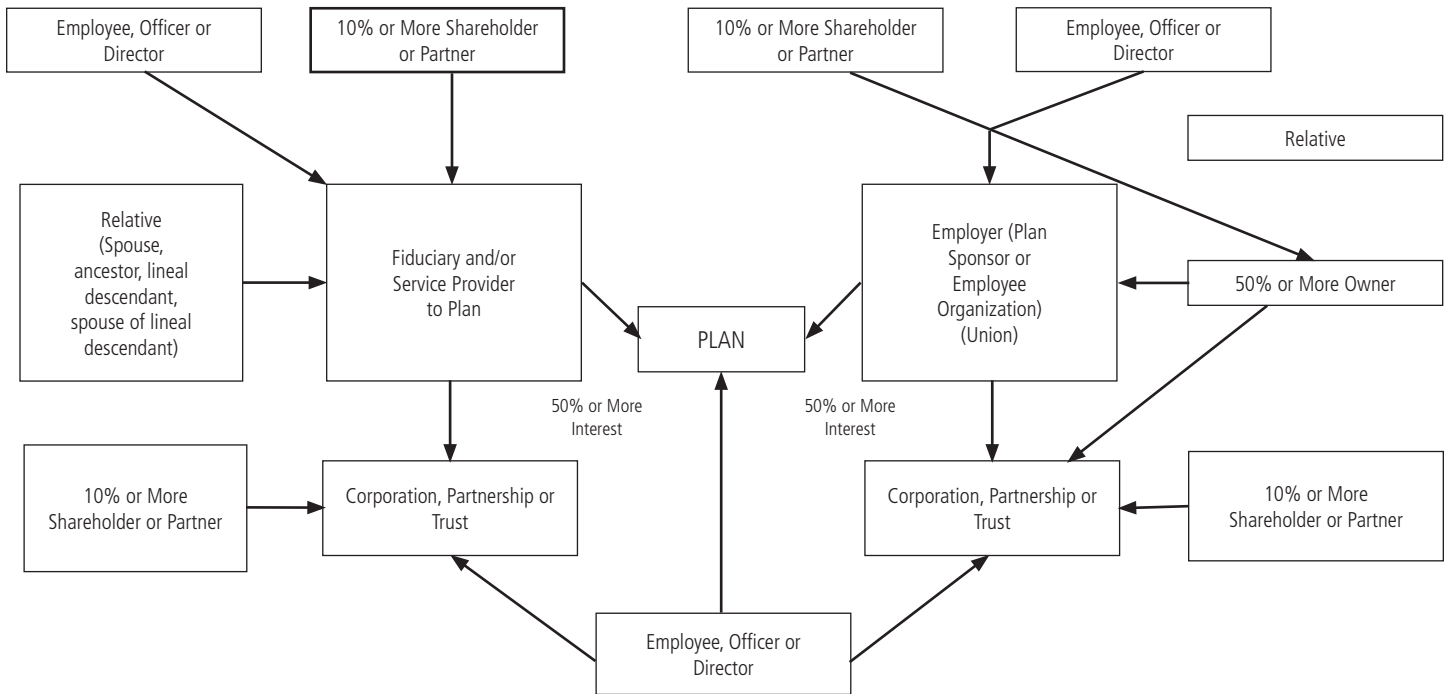 Employee, Officer or
Director
10% or More Shareholder
or Partner
10% or More Shareholder
or Partner
Employee, Officer or
Director
Relative
Relative
(Spouse,
ancestor, lineal
descendant,
spouse of lineal
descendant)
Fiduciary and/or
Service Provider
to Plan
PLAN
Employer (Plan
Sponsor or
Employee
Organization)
(Union)
50% or More Owner
50% or More
Interest
50% or More
Interest
10% or More
Shareholder or Partner
Corporation, Partnership or
Trust
Corporation, Partnership or
Trust
10% or More
Shareholder or Partner
Employee, Officer or
Director